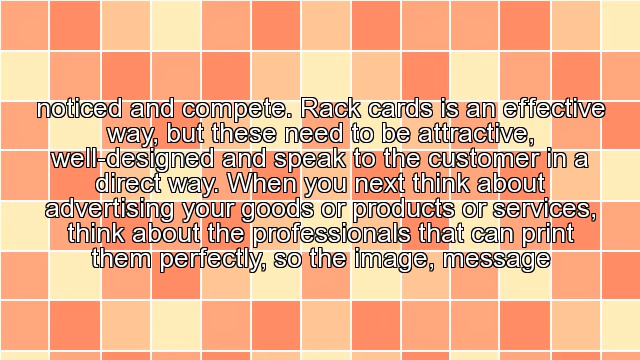 noticed and compete. Rack cards is an effective
way, but these need to be attractive,
well-designed and speak to the customer in a
direct way. When you next think about
advertising your goods or products or services,
think about the professionals that can print
them perfectly, so the image, message